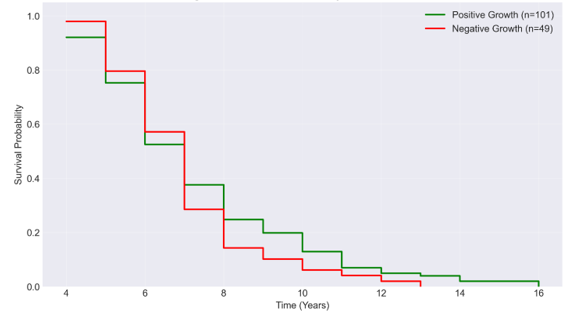 Positive Growth (n=101)
Negative Growth (n=49)
Survival Probability
1.0
0.8
0.6
0.4
0.2
0.0
4 6 8 10 12 14 16
Time (Years)